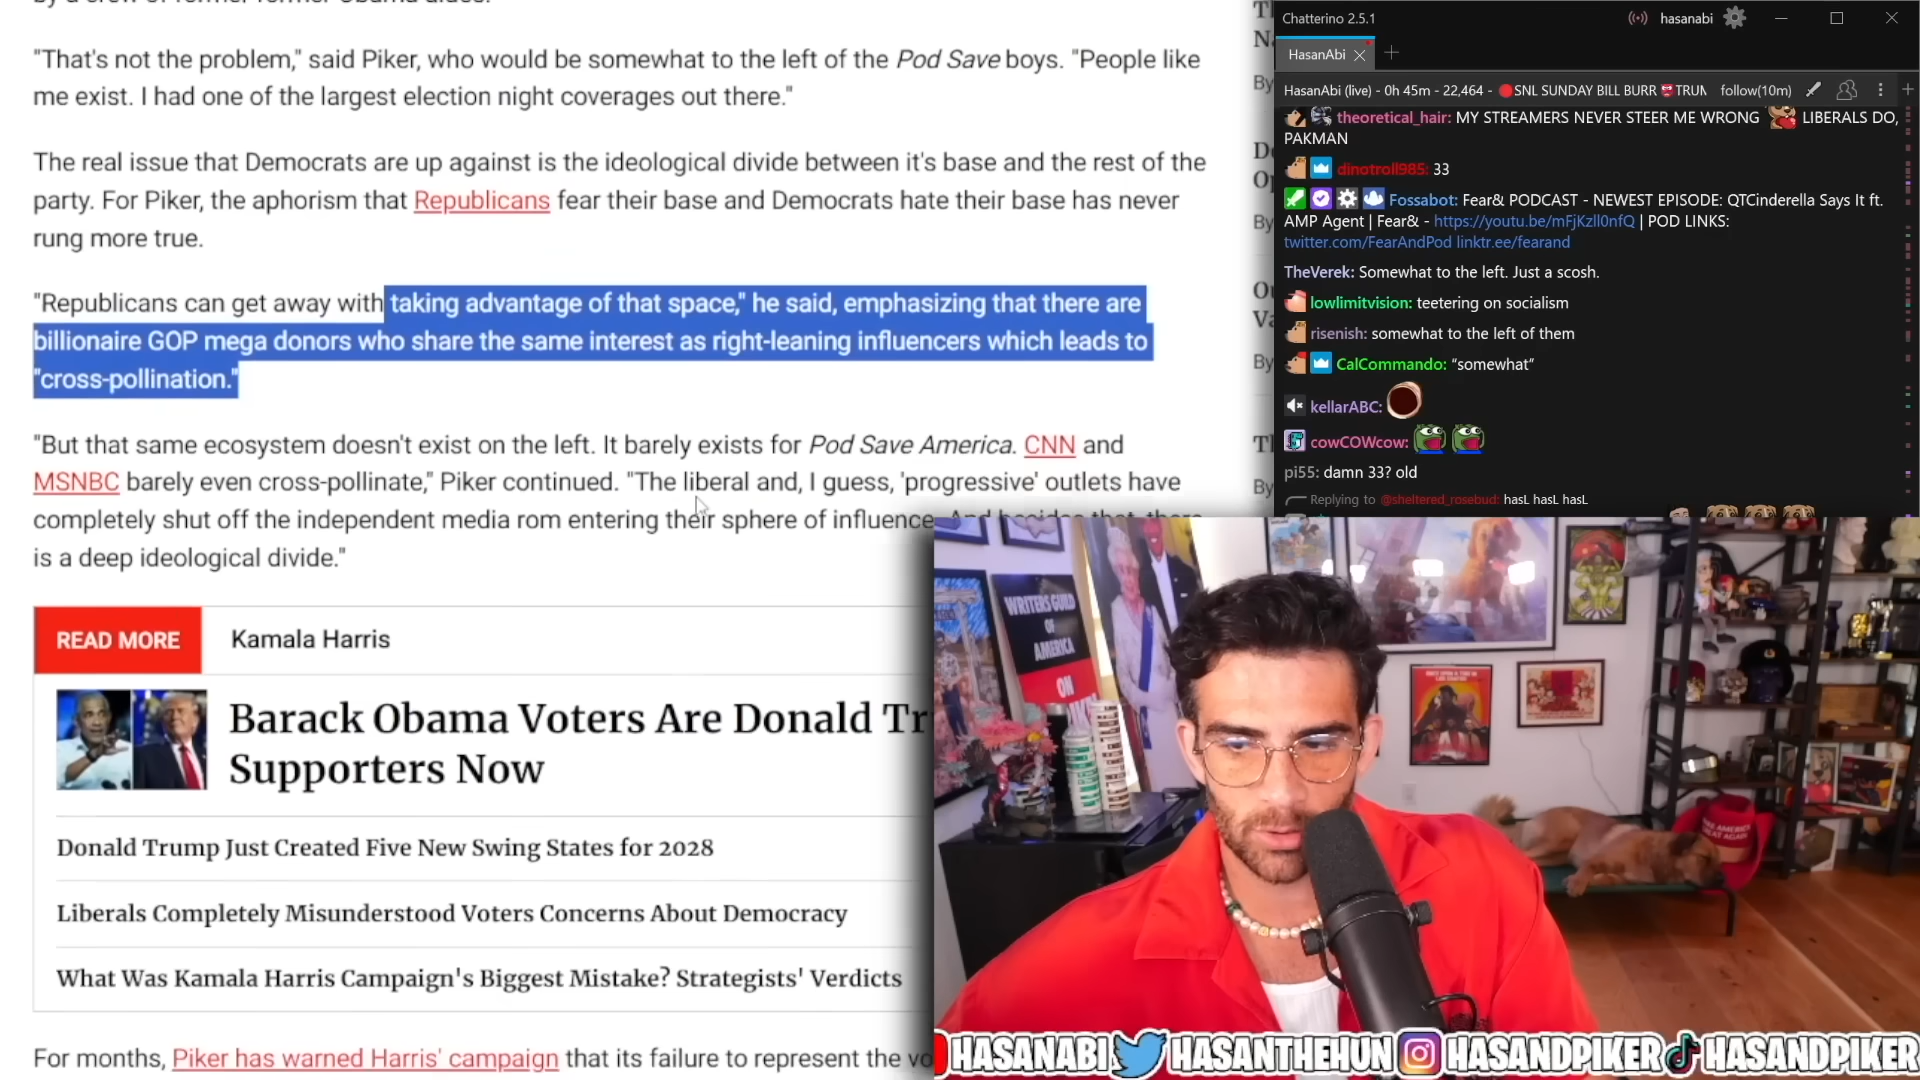 "That's not the problem," said Piker, who would be somewhat to the left of the Pod Save boys. "People like
me exist. I had one of the largest election night coverages out there."
The real issue that Democrats are up against is the ideological divide between it's base and the rest of the
party. For Piker, the aphorism that Republicans fear their base and Democrats hate their base has never
rung more true.
"Republicans can get away with taking advantage of that space," he said, emphasizing that there are
billionaire GOP mega donors who share the same interest as right-leaning influencers which leads to
"cross-pollination."
"But that same ecosystem doesn't exist on the left. It barely exists for Pod Save America. CNN and
MSNBC barely even cross-pollinate," Piker continued. "The liberal and, I guess, 'progressive' outlets have
completely shut off the independent media rom entering their sphere of influence.
is a deep ideological divide."
READ MORE Kamala Harris
Barack Obama Voters Are Donald Tr
Supporters Now
Donald Trump Just Created Five New Swing States for 2028
Liberals Completely Misunderstood Voters Concerns About Democracy
What Was Kamala Harris Campaign's Biggest Mistake? Strategists' Verdicts
For months, Piker has warned Harris' campaign that its failure to represent the vo
By
By
By
By
Chatterino 2.5.1
hasanabi
HasanAbi
HasanAbi (live) - 0h 45m - 22,464 - SNL SUNDAY BILL BURR TRUM follow(10m)
theoretical_hair: MY STREAMERS NEVER STEER ME WRONG LIBERALS DO,
PAKMAN
dinotroll985: 33
Fossabot: Fear& PODCAST - NEWEST EPISODE: QTCinderella Says It ft.
AMP Agent | Fear& - https://youtu.be/mFjKzll0nfQ | POD LINKS:
twitter.com/FearAndPod linktr.ee/fearand
TheVerek: Somewhat to the left. Just a scosh.
lowlimitvision: teetering on socialism
risenish: somewhat to the left of them
CalCommando: “somewhat”
kellarABC:
cowCOWcow:
pi55: damn 33? old
Replying to @sheltered_rosebud: hasL hasL hasL
WRITERS GUILD
OF
AMERICA
ON
HASANABI HASANTHEHUN HASANDPIKER HASANDPIKER